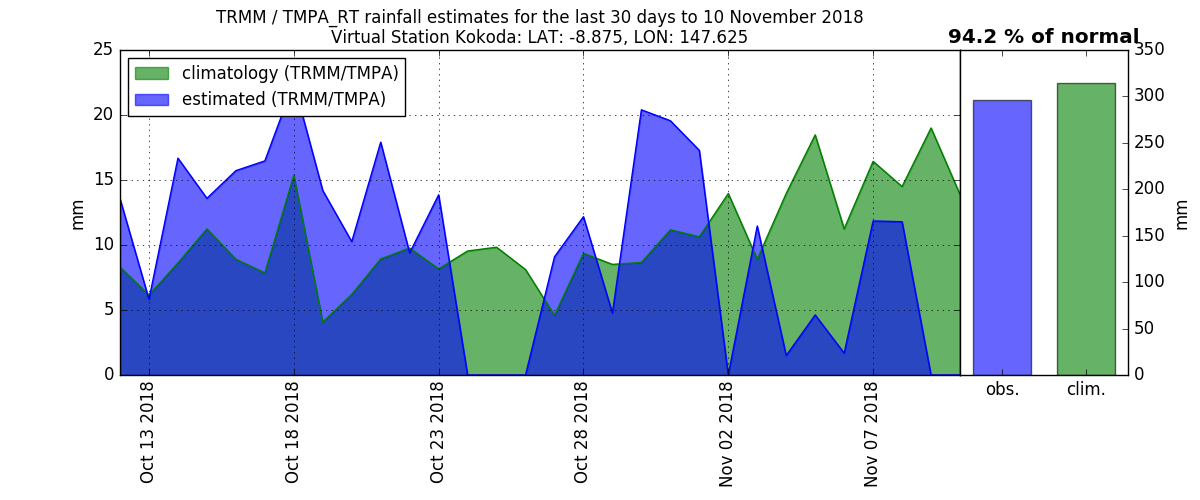 TRMM / TMPA_RT rainfall estimates for the last 30 days to 10 November 2018
Virtual Station Kokoda: LAT: -8.875, LON: 147.625
94.2 % of normal
climatology (TRMM/TMPA)
estimated (TRMM/TMPA)
25
20
15
10
5
0
mm
Oct 13 2018
Oct 18 2018
Oct 23 2018
Oct 28 2018
Nov 02 2018
Nov 07 2018
obs.
clim.
350
300
250
200
150
100
50
0
mm